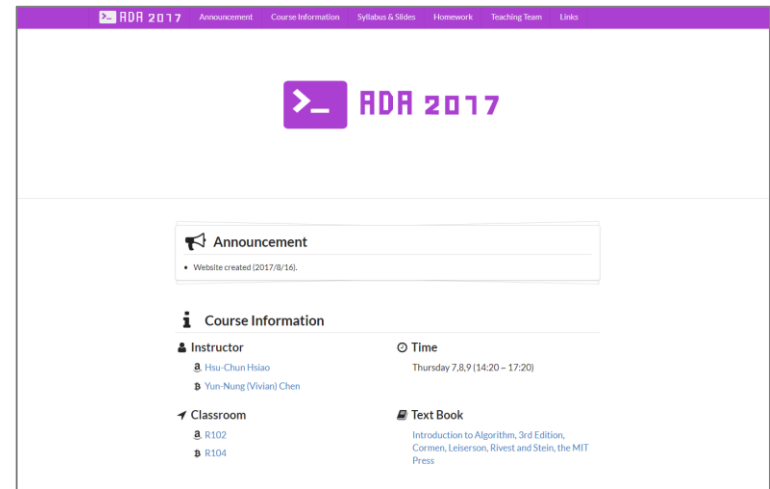 >_ ADA 2017 Announcement Course Information Syllabus & Slides Homework Teaching Team Links
>_ ADA 2017
Announcement
Website created (2017/8/16).
Course Information
Instructor
Hsu-Chun Hsiao
Yun-Nung (Vivian) Chen
Time
Thursday 7,8,9 (14:20 – 17:20)
Classroom
R102
R104
Text Book
Introduction to Algorithm, 3rd Edition,
Cormen, Leiserson, Rivest and Stein, the MIT
Press